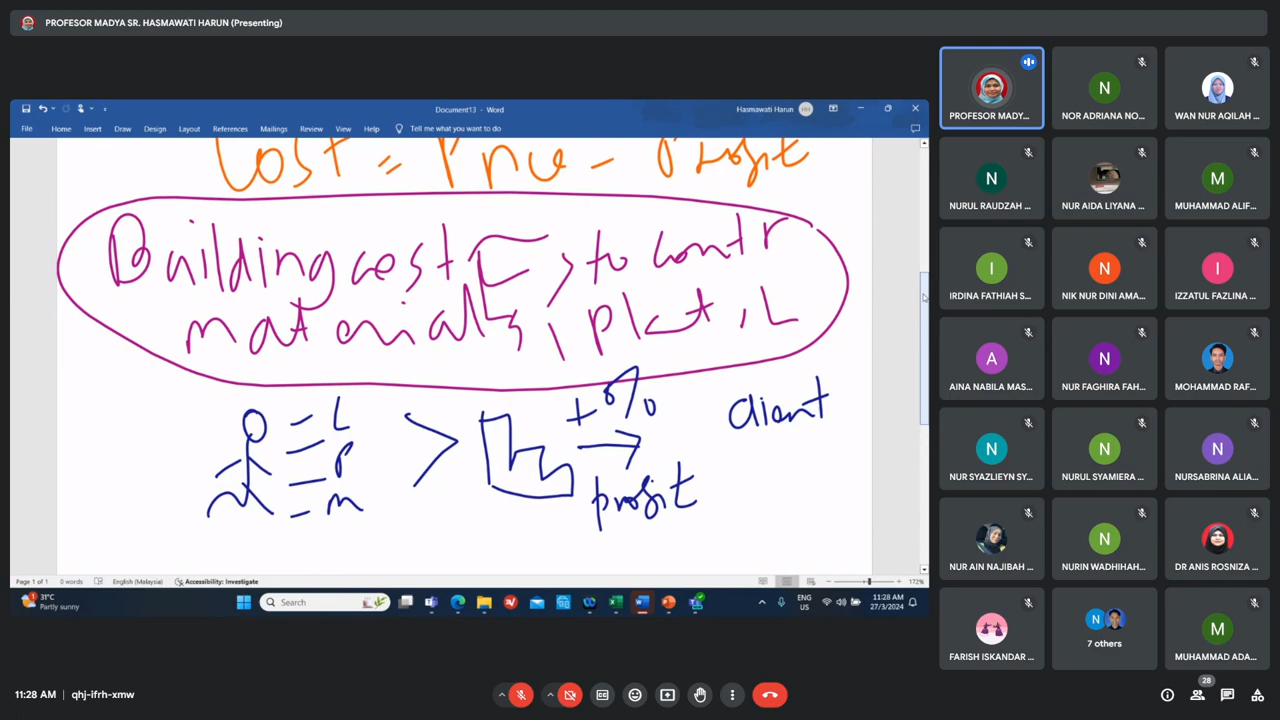 PROFESOR MADYA SR. HASMAWATI HARUN (Presenting)
Document13 - Word
Hasmawati Harun
HH
File Home Insert Draw Design Layout References Mailings Review View Help Tell me what you want to do
Cost = Price - Profit
Building cost to contr
materials, plat, L
L
P
m
> + % profit
client
Page 1 of 1 0 words English (Malaysia) Accessibility: Investigate 172%
1
31°C
Partly sunny
Search
ENG
US
11:28 AM
27/3/2024
PROFESOR MADY...
N
NOR ADRIANA NO...
WAN NUR AQILAH ...
N
NURUL RAUDZAH ...
NUR AIDA LIYANA ...
M
MUHAMMAD ALIF...
I
IRDINA FATHIAH S...
N
NIK NUR DINI AMA...
I
IZZATUL FAZLINA ...
A
AINA NABILA MAS...
N
NUR FAGHIRA FAH...
MOHAMMAD RAF...
N
NUR SYAZLIEYN SY...
N
NURUL SYAMIERA ...
N
NURSABRINA ALIA...
NUR AIN NAJIBAH ...
N
NURIN WADHIHAH...
DR ANIS ROSNIZA ...
FARISH ISKANDAR ...
N
7 others
M
MUHAMMAD ADA...
11:28 AM | qhj-ifrh-xmw
28